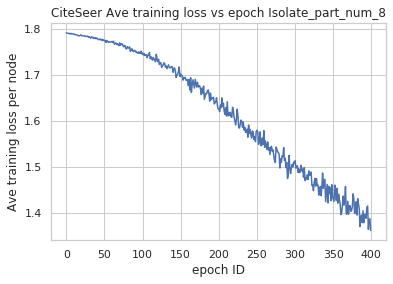 CiteSeer Ave training loss vs epoch Isolate_part_num_8
Ave training loss per node
1.8
1.7
1.6
1.5
1.4
0 50 100 150 200 250 300 350 400
epoch ID